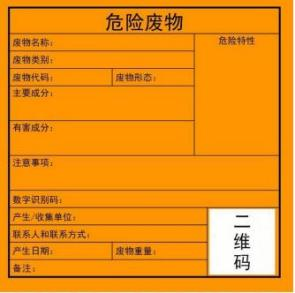 危险废物
废物名称：
危险特性
废物类别：
废物代码：
废物形态：
主要成分：
有害成分：
注意事项：
数字识别码：
产生/收集单位：
联系人和联系方式：
产生日期：
废物重量：
备注：
二
维
码